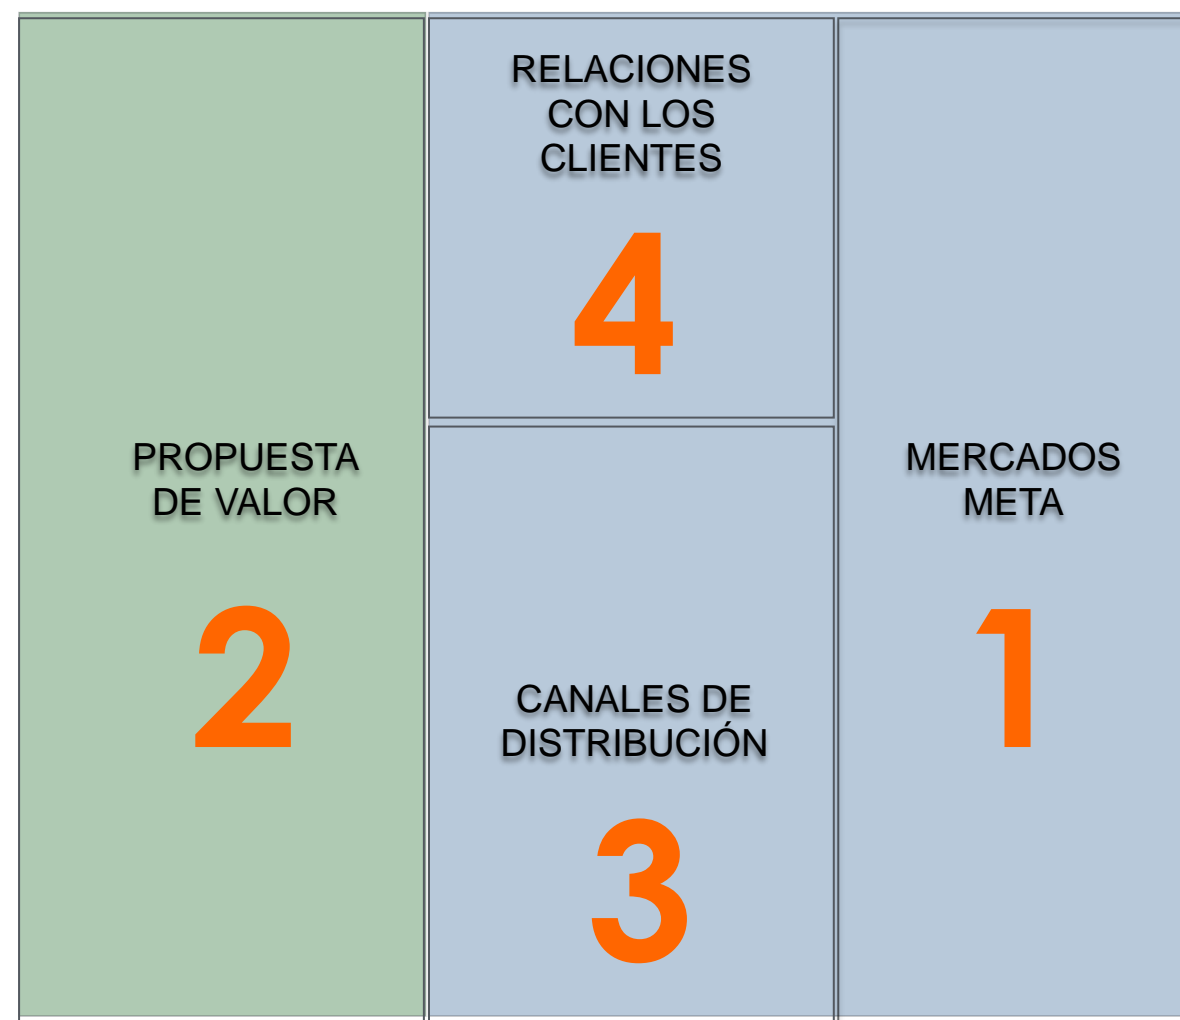 PROPUESTA
DE VALOR
2
RELACIONES
CON LOS
CLIENTES
4
CANALES DE
DISTRIBUCIÓN
3
MERCADOS
META
1